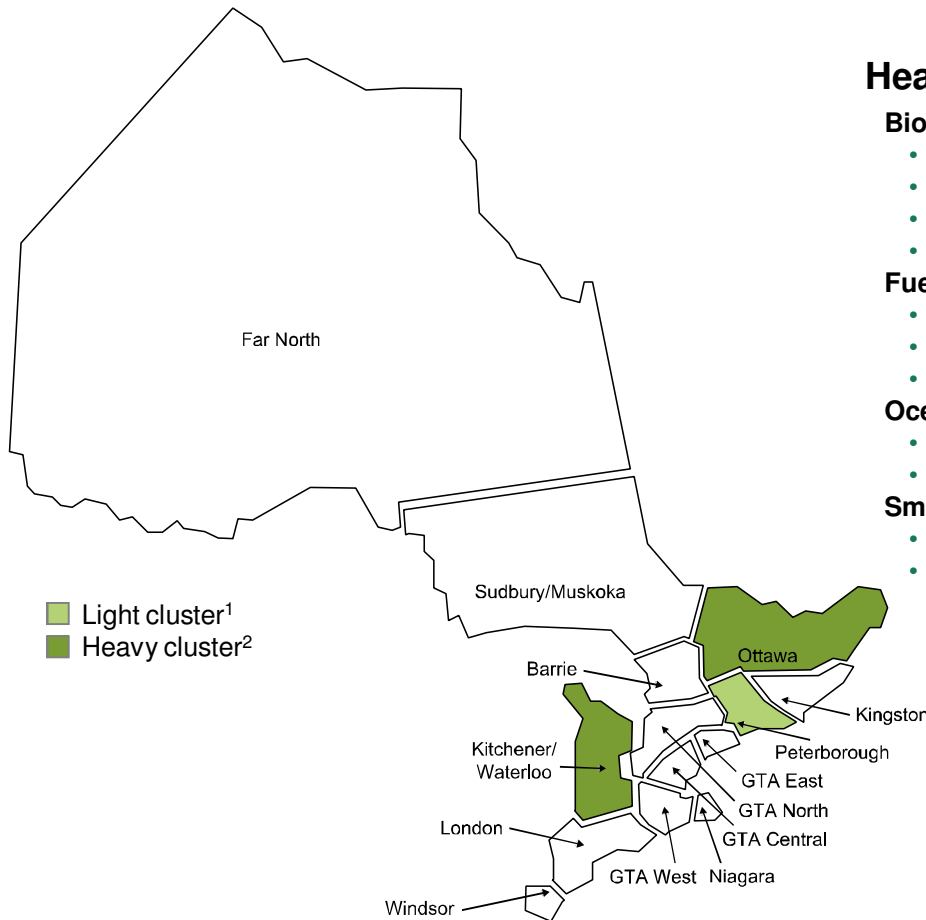 Hea
Bio
•
•
•
•
Fue
•
•
•
Oce
•
•
Sm
•
•
Far North
Sudbury/Muskoka
Light cluster¹
Heavy cluster²
Ottawa
Barrie
Kingston
Peterborough
Kitchener/
Waterloo
GTA East
GTA North
London
GTA Central
GTA West
Niagara
Windsor